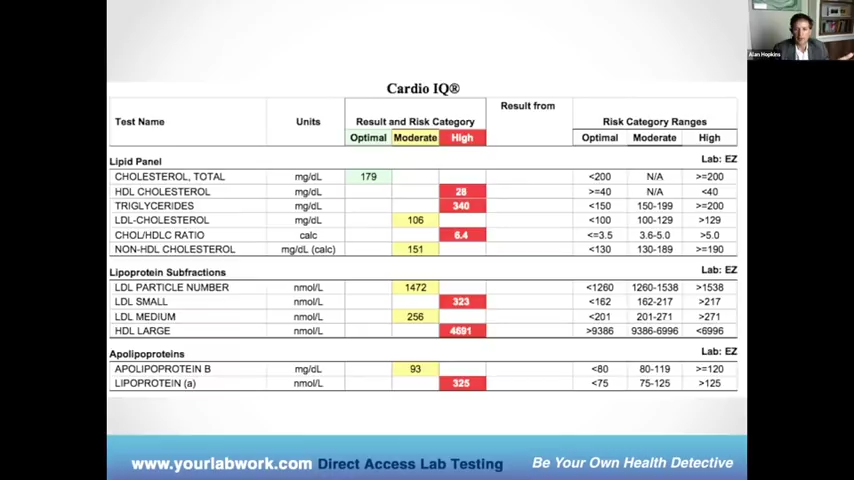 Alan Hopkins
Cardio IQ®
Test Name Units Result and Risk Category Result from Risk Category Ranges
Optimal Moderate High Optimal Moderate High
Lipid Panel Lab: EZ
CHOLESTEROL, TOTAL mg/dL 179 <200 N/A >=200
HDL CHOLESTEROL mg/dL 28 >=40 N/A <40
TRIGLYCERIDES mg/dL 340 <150 150-199 >=200
LDL-CHOLESTEROL mg/dL 106 <100 100-129 >129
CHOL/HDLC RATIO calc 6.4 <=3.5 3.6-5.0 >5.0
NON-HDL CHOLESTEROL mg/dL (calc) 151 <130 130-189 >=190
Lipoprotein Subfractions Lab: EZ
LDL PARTICLE NUMBER nmol/L 1472 <1260 1260-1538 >1538
LDL SMALL nmol/L 323 <162 162-217 >217
LDL MEDIUM nmol/L 256 <201 201-271 >271
HDL LARGE nmol/L 4691 >9386 9386-6996 <6996
Apolipoproteins Lab: EZ
APOLIPOPROTEIN B mg/dL 93 <80 80-119 >=120
LIPOPROTEIN (a) nmol/L 325 <75 75-125 >125
www.yourlabwork.com Direct Access Lab Testing Be Your Own Health Detective